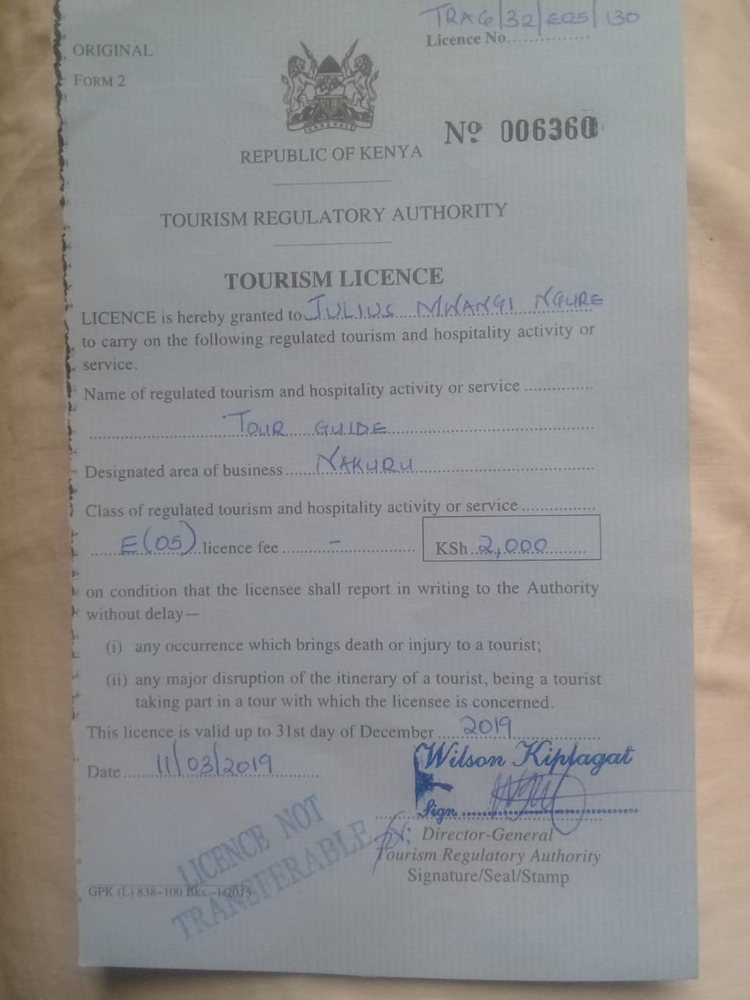 TRAG/32/E05/130
ORIGINAL
Licence No.................
FORM 2
Nº 006360
REPUBLIC OF KENYA
TOURISM REGULATORY AUTHORITY
TOURISM LICENCE
LICENCE is hereby granted to JULIUS MWANGI NGURE
to carry on the following regulated tourism and hospitality activity or
service.
Name of regulated tourism and hospitality activity or service ...............
TOUR GUIDE
Designated area of business NAKURU
Class of regulated tourism and hospitality activity or service ...............
E(05) licence fee ....... – ....... KSh. 2,000
on condition that the licensee shall report in writing to the Authority
without delay—
(i) any occurrence which brings death or injury to a tourist;
(ii) any major disruption of the itinerary of a tourist, being a tourist
taking part in a tour with which the licensee is concerned.
This licence is valid up to 31st day of December 2019
Date 11/03/2019
Wilson Kiplagat
Sign ...............
Director-General
Tourism Regulatory Authority
Signature/Seal/Stamp
LICENCE NOT
TRANSFERABLE
GPK (L) 838–100 Bks